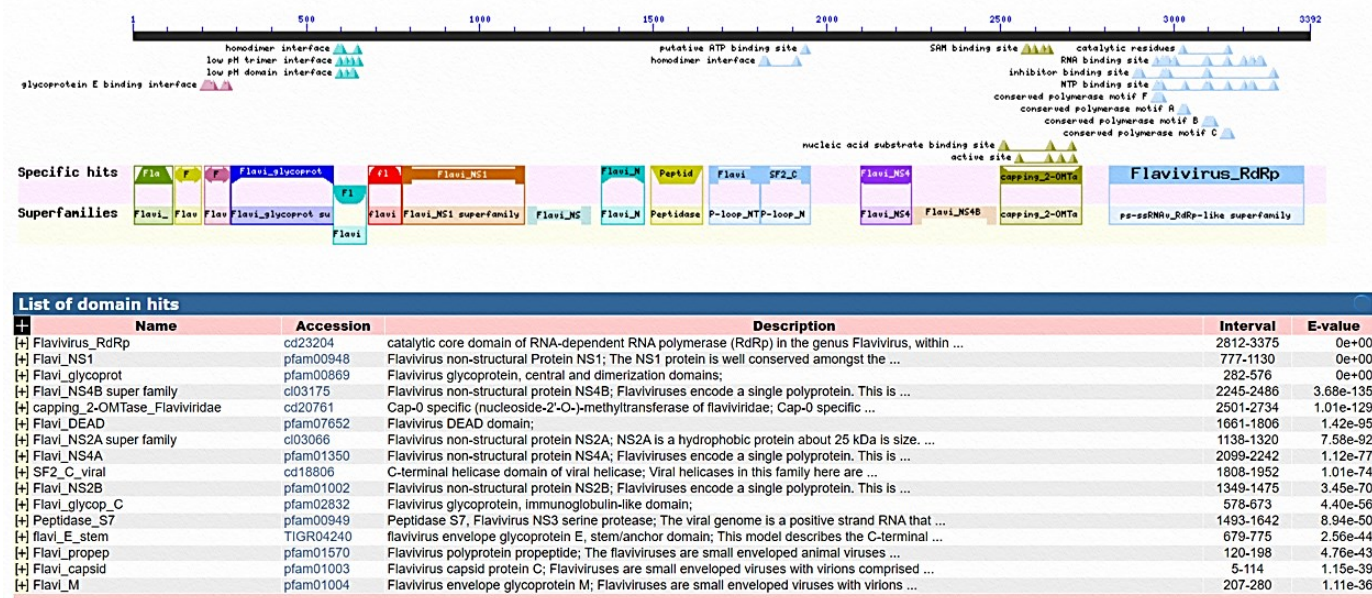 1 500 1000 1500 2000 2500 3000 3392
homodimer interface putative ATP binding site SAM binding site catalytic residues
low pH trimer interface homodimer interface RNA binding site
low pH domain interface inhibitor binding site
glycoprotein E binding interface NTP binding site
conserved polymerase motif F
conserved polymerase motif A
conserved polymerase motif B
conserved polymerase motif C
nucleic acid substrate binding site
active site
Specific hits Fla F F Flavi_glycoprot fl Flavi_NS1 Flavi_N Peptid Flavi SF2_C Flavi_NS4 capping_2-OMTa Flavivirus_RdRp
Fl
Superfamilies Flavi_ Flav Flav Flavi_glycoprot su flavi Flavi_NS1 superfamily Flavi_NS Flavi_N Peptidase P-loop_NT P-loop_N Flavi_NS4 Flavi_NS4B capping_2-OMTa ps-ssRNAv_RdRp-like superfamily
Flavi
List of domain hits
+ Name Accession Description Interval E-value
[+] Flavivirus_RdRp cd23204 catalytic core domain of RNA-dependent RNA polymerase (RdRp) in the genus Flavivirus, within ... 2812-3375 0e+00
[+] Flavi_NS1 pfam00948 Flavivirus non-structural Protein NS1; The NS1 protein is well conserved amongst the ... 777-1130 0e+00
[+] Flavi_glycoprot pfam00869 Flavivirus glycoprotein, central and dimerization domains; 282-576 0e+00
[+] Flavi_NS4B super family cl03175 Flavivirus non-structural protein NS4B; Flaviviruses encode a single polyprotein. This is ... 2245-2486 3.68e-135
[+] capping_2-OMTase_Flaviviridae cd20761 Cap-0 specific (nucleoside-2'-O-)-methyltransferase of flaviviridae; Cap-0 specific ... 2501-2734 1.01e-129
[+] Flavi_DEAD pfam07652 Flavivirus DEAD domain; 1661-1806 1.42e-95
[+] Flavi_NS2A super family cl03066 Flavivirus non-structural protein NS2A; NS2A is a hydrophobic protein about 25 kDa is size. ... 1138-1320 7.58e-92
[+] Flavi_NS4A pfam01350 Flavivirus non-structural protein NS4A; Flaviviruses encode a single polyprotein. This is ... 2099-2242 1.12e-77
[+] SF2_C_viral cd18806 C-terminal helicase domain of viral helicase; Viral helicases in this family here are ... 1808-1952 1.01e-74
[+] Flavi_NS2B pfam01002 Flavivirus non-structural protein NS2B; Flaviviruses encode a single polyprotein. This is ... 1349-1475 3.45e-70
[+] Flavi_glycop_C pfam02832 Flavivirus glycoprotein, immunoglobulin-like domain; 578-673 4.40e-56
[+] Peptidase_S7 pfam00949 Peptidase S7, Flavivirus NS3 serine protease; The viral genome is a positive strand RNA that ... 1493-1642 8.94e-50
[+] flavi_E_stem TIGR04240 flavivirus envelope glycoprotein E, stem/anchor domain; This model describes the C-terminal ... 679-775 2.56e-44
[+] Flavi_propep pfam01570 Flavivirus polyprotein propeptide; The flaviviruses are small enveloped animal viruses ... 120-198 4.76e-43
[+] Flavi_capsid pfam01003 Flavivirus capsid protein C; Flaviviruses are small enveloped viruses with virions comprised ... 5-114 1.15e-39
[+] Flavi_M pfam01004 Flavivirus envelope glycoprotein M; Flaviviruses are small enveloped viruses with virions ... 207-280 1.11e-36